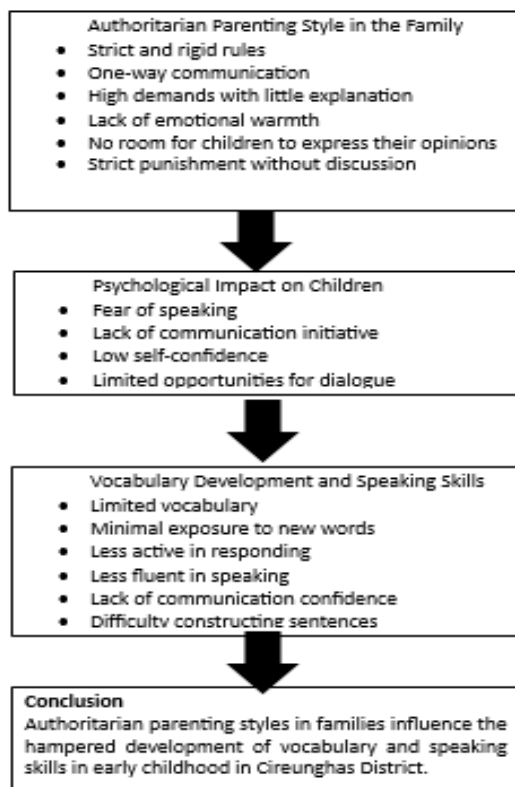 Authoritarian Parenting Style in the Family
• Strict and rigid rules
• One-way communication
• High demands with little explanation
• Lack of emotional warmth
• No room for children to express their opinions
• Strict punishment without discussion
Psychological Impact on Children
• Fear of speaking
• Lack of communication initiative
• Low self-confidence
• Limited opportunities for dialogue
Vocabulary Development and Speaking Skills
• Limited vocabulary
• Minimal exposure to new words
• Less active in responding
• Less fluent in speaking
• Lack of communication confidence
• Difficulty constructing sentences
Conclusion
Authoritarian parenting styles in families influence the
hampered development of vocabulary and speaking
skills in early childhood in Cireunghas District.